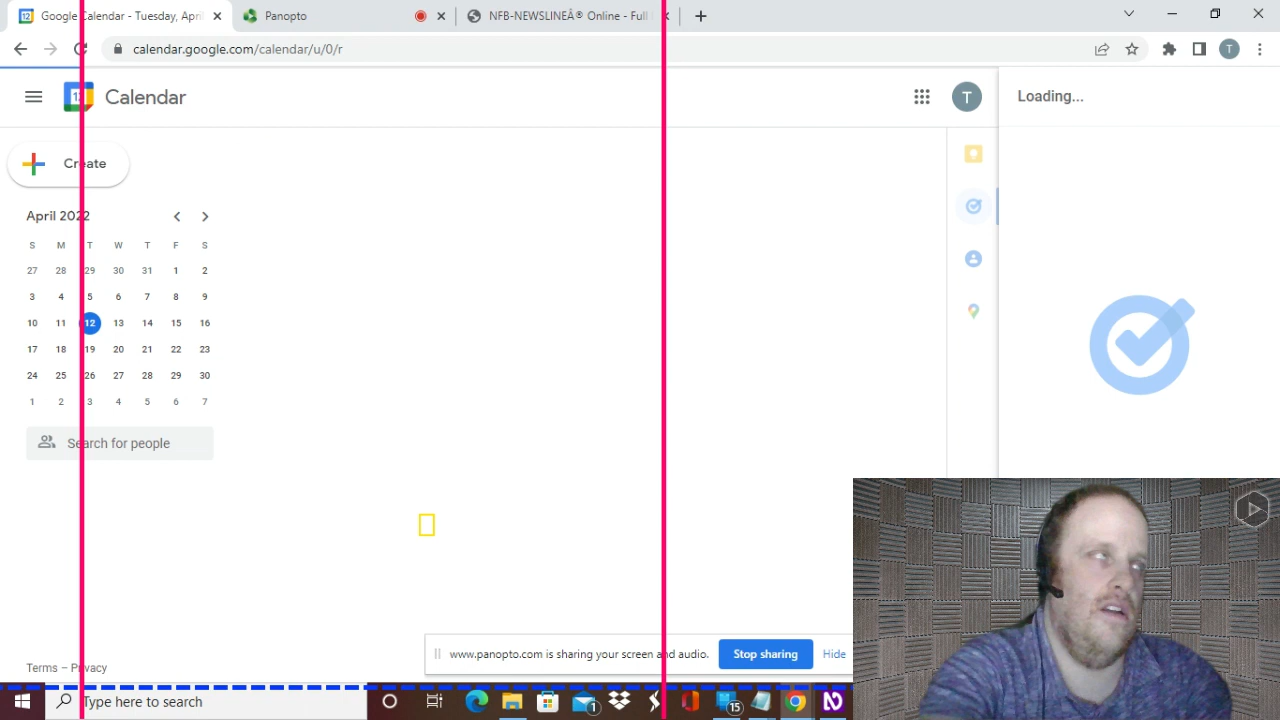 Google Calendar - Tuesday, April
Panopto
NFB-NEWSLINEÂ® Online - Full
calendar.google.com/calendar/u/0/r
T
Calendar
T
Loading...
Create
April 2022
S M T W T F S
27 28 29 30 31 1 2
3 4 5 6 7 8 9
10 11 12 13 14 15 16
17 18 19 20 21 22 23
24 25 26 27 28 29 30
1 2 3 4 5 6 7
Search for people
www.panopto.com is sharing your screen and audio.
Stop sharing
Hide
Terms – Privacy
Type here to search
1
15